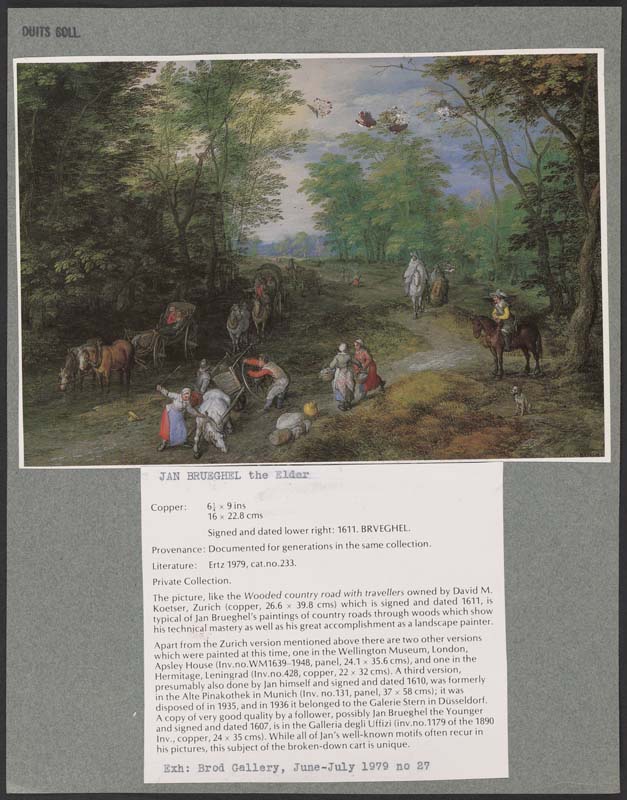 DUITS COLL.
JAN BRUEGHEL the Elder
Copper: 6¼ × 9 ins
16 × 22.8 cms
Signed and dated lower right: 1611. BRVEGHEL.
Provenance: Documented for generations in the same collection.
Literature: Ertz 1979, cat.no.233.
Private Collection.
The picture, like the Wooded country road with travellers owned by David M.
Koetser, Zurich (copper, 26.6 × 39.8 cms) which is signed and dated 1611, is
typical of Jan Brueghel's paintings of country roads through woods which show
his technical mastery as well as his great accomplishment as a landscape painter.
Apart from the Zurich version mentioned above there are two other versions
which were painted at this time, one in the Wellington Museum, London,
Apsley House (Inv.no.WM1639-1948, panel, 24.1 × 35.6 cms), and one in the
Hermitage, Leningrad (Inv.no.428, copper, 22 × 32 cms). A third version,
presumably also done by Jan himself and signed and dated 1610, was formerly
in the Alte Pinakothek in Munich (Inv. no.131, panel, 37 × 58 cms); it was
disposed of in 1935, and in 1936 it belonged to the Galerie Stern in Düsseldorf.
A copy of very good quality by a follower, possibly Jan Brueghel the Younger
and signed and dated 1607, is in the Galleria degli Uffizi (inv.no.1179 of the 1890
Inv., copper, 24 × 35 cms). While all of Jan's well-known motifs often recur in
his pictures, this subject of the broken-down cart is unique.
Exh: Brod Gallery, June-July 1979 no 27